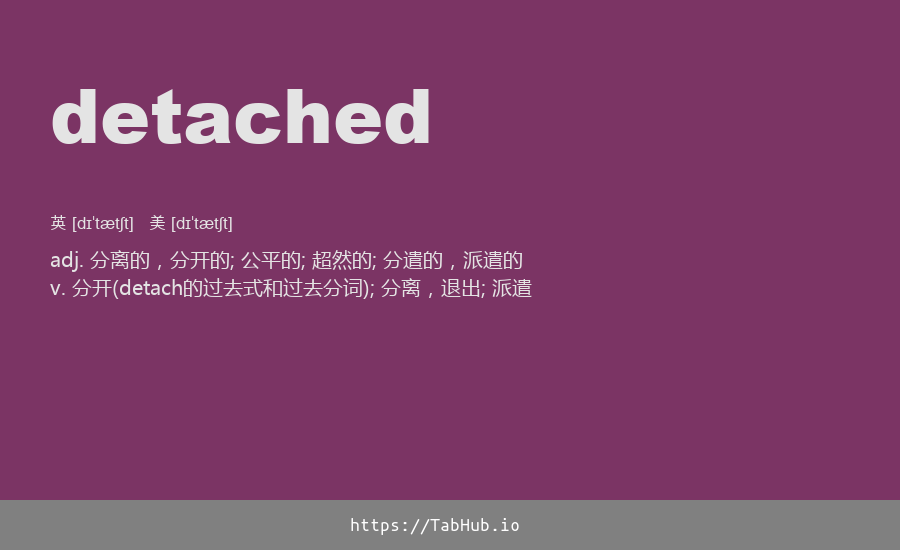 detached
英 [dɪˈtætʃt] 美 [dɪˈtætʃt]
adj. 分离的，分开的; 公平的; 超然的; 分遣的，派遣的
v. 分开(detach的过去式和过去分词); 分离，退出; 派遣
https://TabHub.io